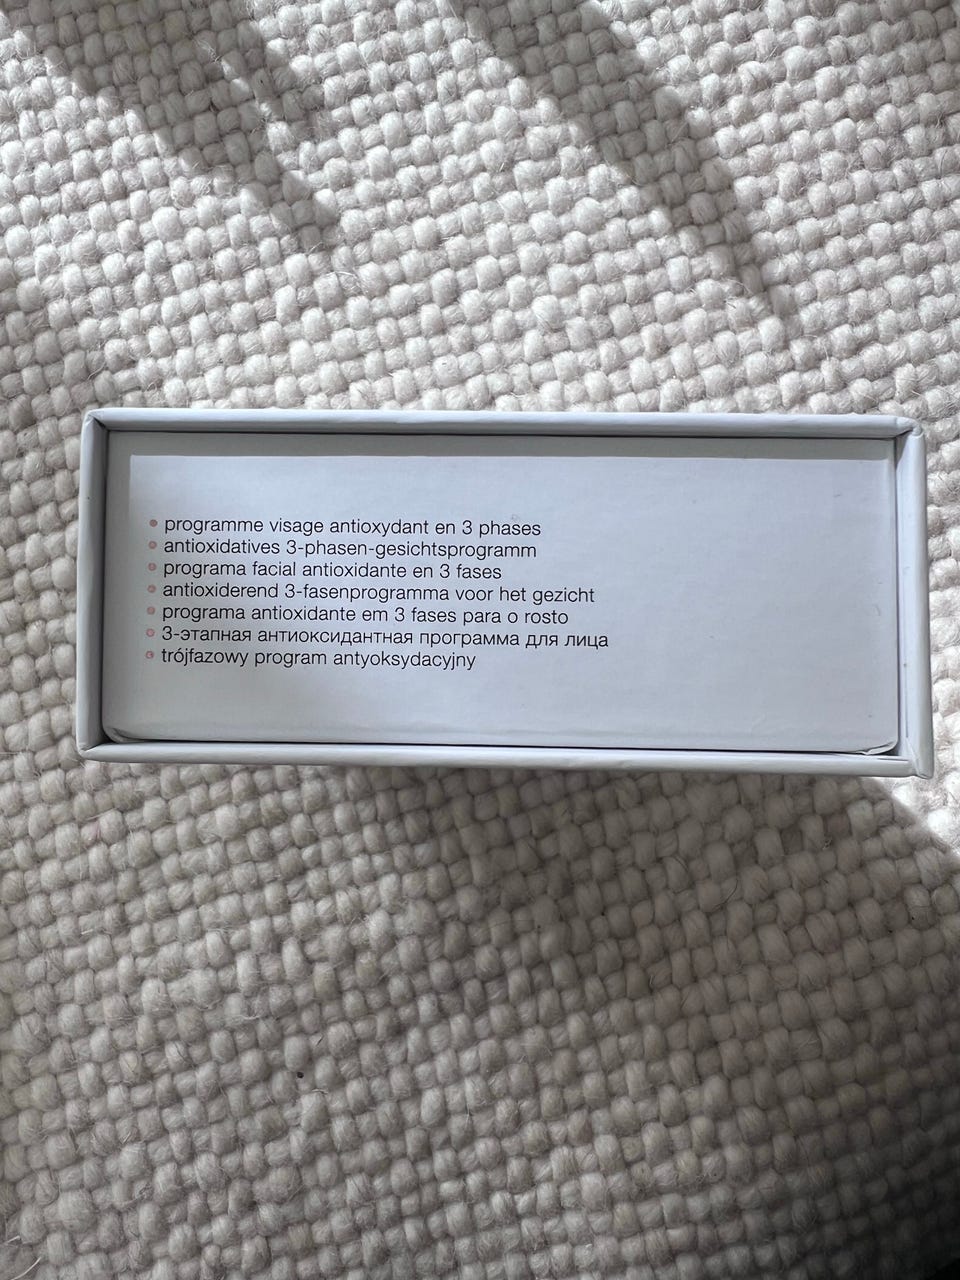 programme visage antioxydant en 3 phases
antioxidatives 3-phasen-gesichtsprogramm
programa facial antioxidante en 3 fases
antioxiderend 3-fasenprogramma voor het gezicht
programa antioxidante em 3 fases para o rosto
3-этапная антиоксидантная программа для лица
trójfazowy program antyoksydacyjny